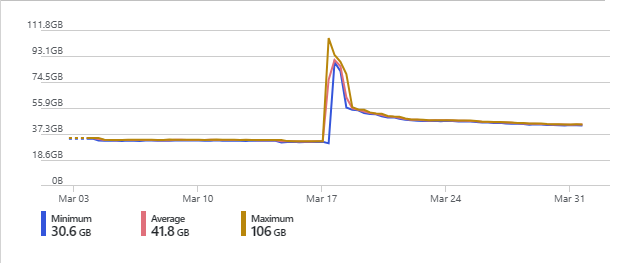 111.8GB
93.1GB
74.5GB
55.9GB
37.3GB
18.6GB
0B
Mar 03 Mar 10 Mar 17 Mar 24 Mar 31
Minimum Average Maximum
30.6 GB 41.8 GB 106 GB